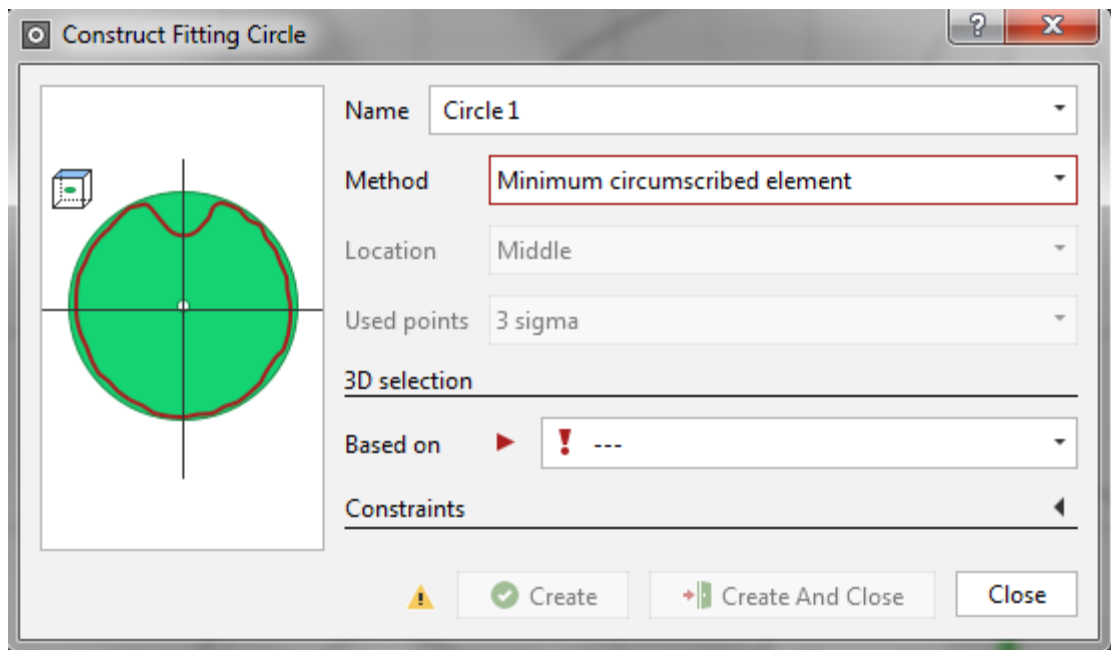 Construct Fitting Circle
?
Name Circle 1
Method Minimum circumscribed element
Location Middle
Used points 3 sigma
3D selection
Based on ! ---
Constraints
Create Create And Close Close